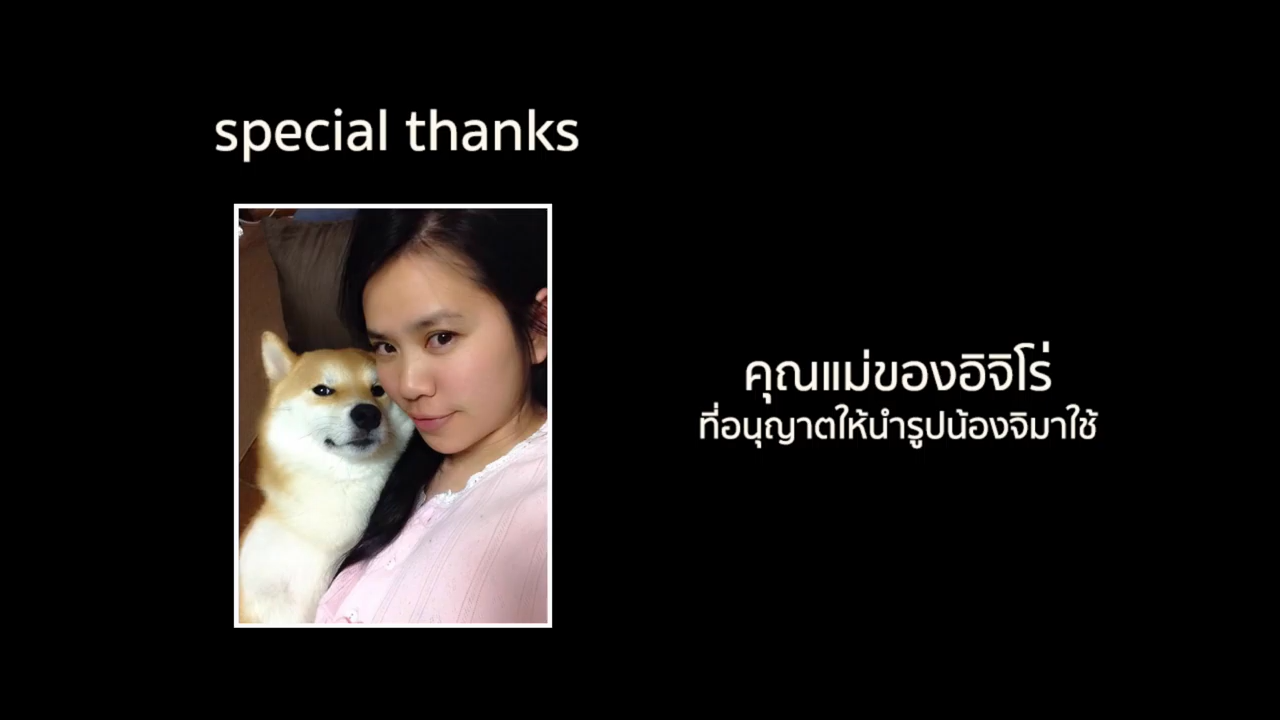 special thanks
คุณแม่ของอิจิโร่
ที่อนุญาตให้นำรูปน้องจิมาใช้